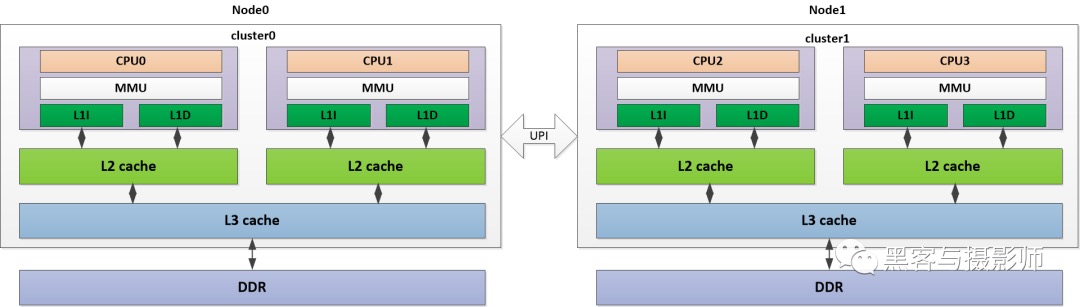 Node0
Node1
cluster0
cluster1
CPU0
CPU1
CPU2
CPU3
MMU
MMU
MMU
MMU
L1I
L1D
L1I
L1D
L1I
L1D
L1I
L1D
UPI
L2 cache
L2 cache
L2 cache
L2 cache
L3 cache
L3 cache
黑客与摄影师
DDR
DDR